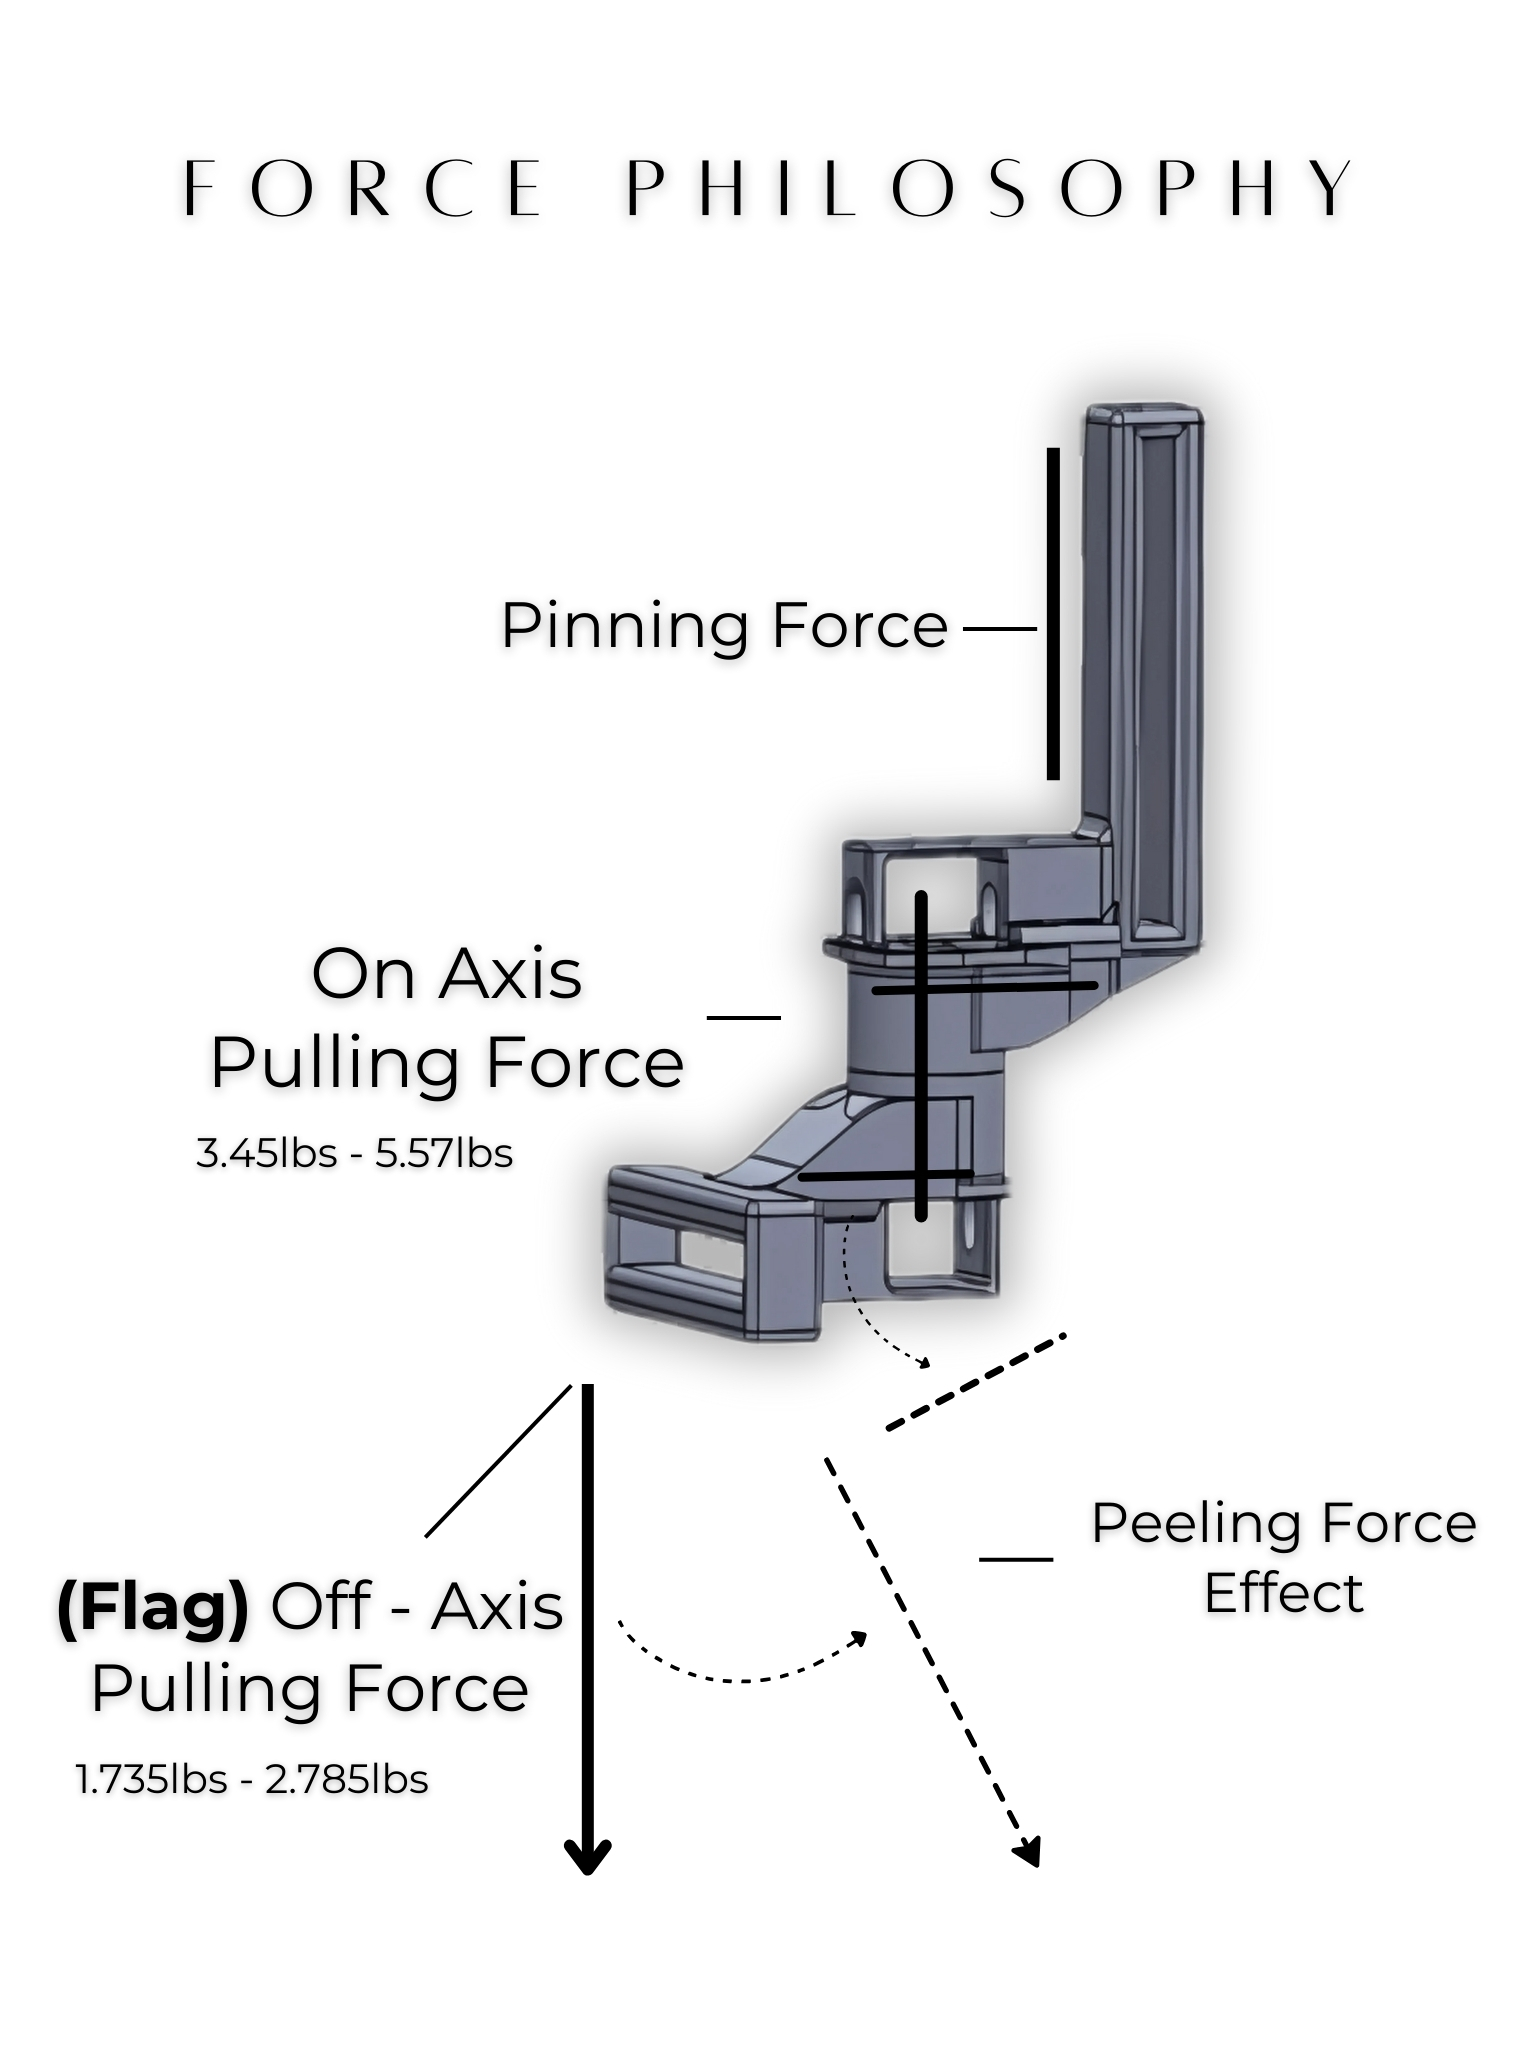 FORCE PHILOSOPHY
Pinning Force
On Axis
Pulling Force
3.45lbs - 5.57lbs
Peeling Force
Effect
(Flag) Off - Axis
Pulling Force
1.735lbs - 2.785lbs